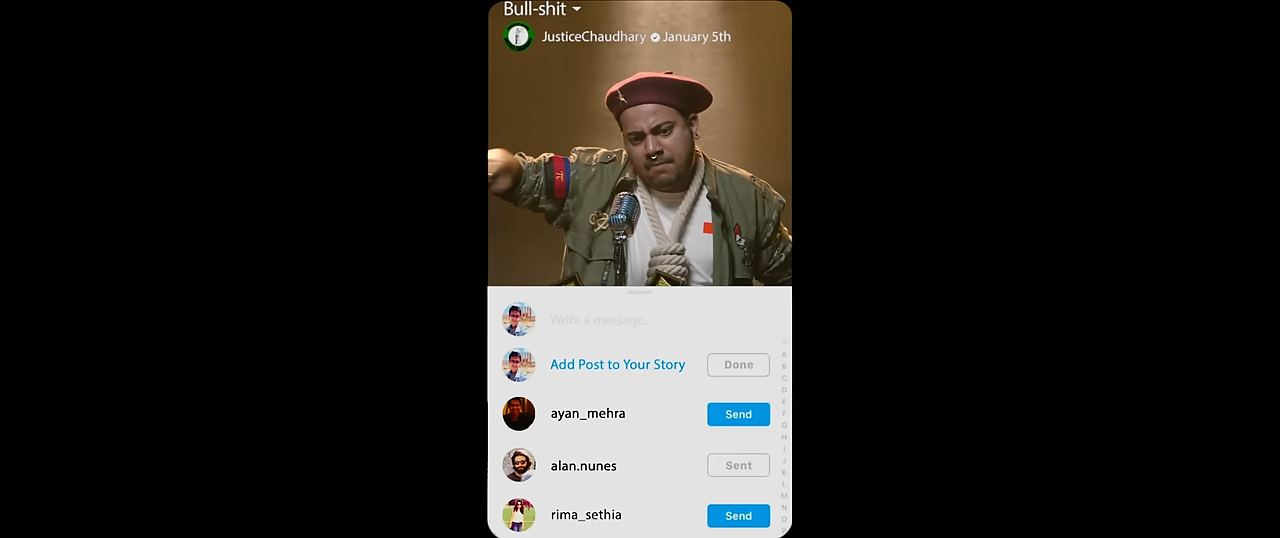 Bull-shit
JusticeChaudhary January 5th
Write a message...
Add Post to Your Story Done
ayan_mehra Send
alan.nunes Sent
rima_sethia Send
A
B
C
D
E
F
G
H
I
J
K
L
M
N
O